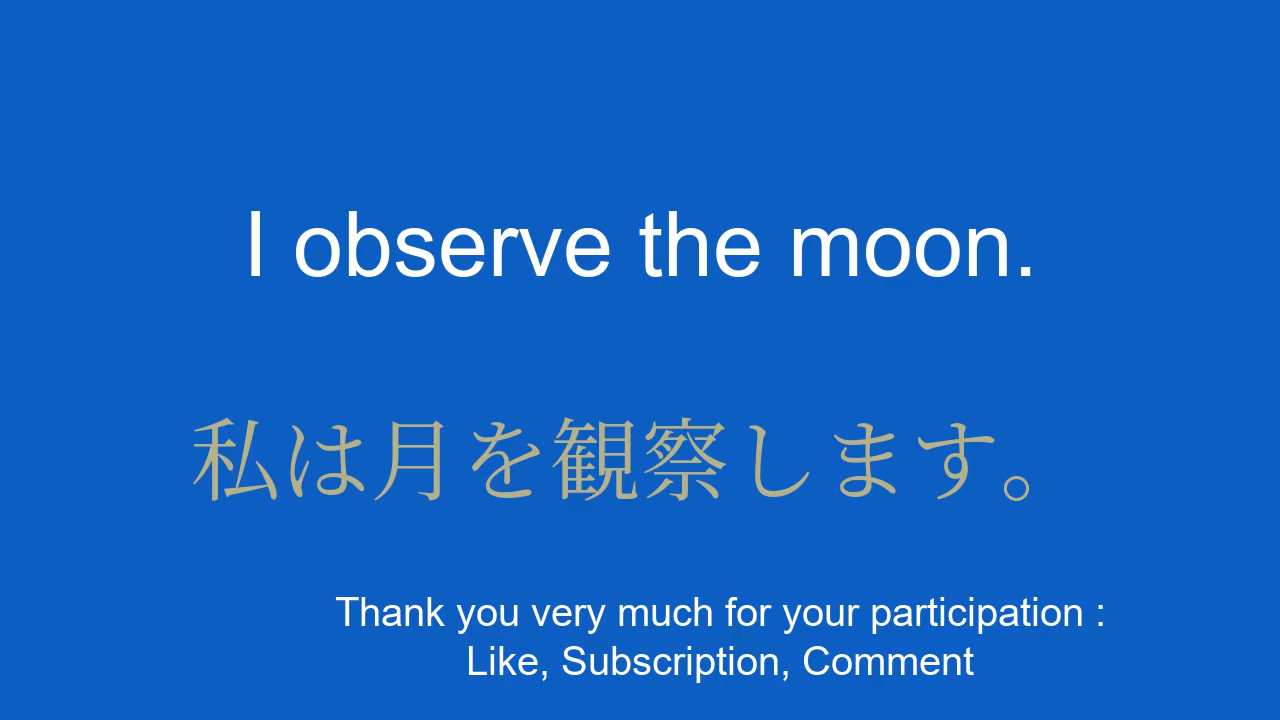 I observe the moon.
私は月を観察します。
Thank you very much for your participation :
Like, Subscription, Comment